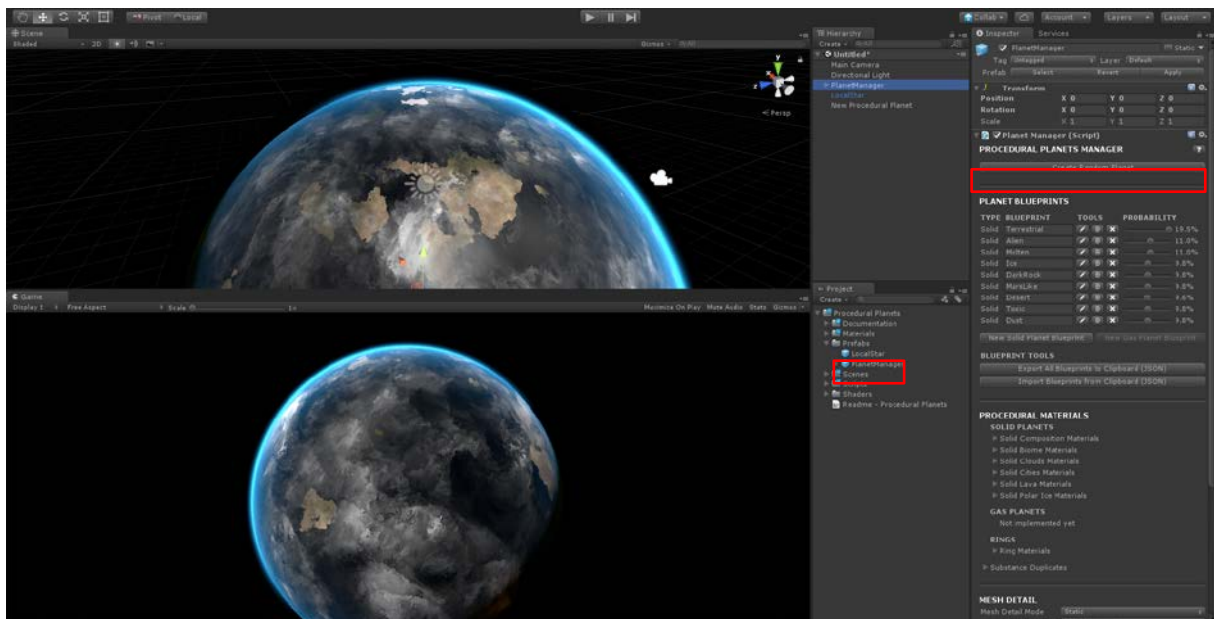 Pivot Local
Collab Account Layers Layout
Scene
Shaded 2D Gizmos
y
x
z
Persp
Game
Display 1 Free Aspect Scale 1x Maximize On Play Mute Audio Stats Gizmos
Hierarchy
Create
Untitled*
Main Camera
Directional Light
PlanetManager
LocalStar
New Procedural Planet
Project
Create
Procedural Planets
Documentation
Materials
Prefabs
LocalStar
PlanetManager
Scenes
Scripts
Shaders
Readme - Procedural Planets
Inspector Services
PlanetManager Static
Tag Untagged Layer Default
Prefab Select Revert Apply
Transform
Position X 0 Y 0 Z 0
Rotation X 0 Y 0 Z 0
Scale X 1 Y 1 Z 1
Planet Manager (Script)
PROCEDURAL PLANETS MANAGER ?
Create Random Planet
PLANET BLUEPRINTS
TYPE BLUEPRINT TOOLS PROBABILITY
Solid Terrestrial 19.5%
Solid Alien 11.0%
Solid Molten 11.0%
Solid Ice 9.8%
Solid DarkRock 9.8%
Solid MarsLike 9.8%
Solid Desert 9.6%
Solid Toxic 9.8%
Solid Dust 9.8%
New Solid Planet Blueprint New Gas Planet Blueprint
BLUEPRINT TOOLS
Export All Blueprints to Clipboard (JSON)
Import Blueprints from Clipboard (JSON)
PROCEDURAL MATERIALS
SOLID PLANETS
Solid Composition Materials
Solid Biome Materials
Solid Clouds Materials
Solid Cities Materials
Solid Lava Materials
Solid Polar Ice Materials
GAS PLANETS
Not implemented yet
RINGS
Ring Materials
Substance Duplicates
MESH DETAIL
Mesh Detail Mode Static